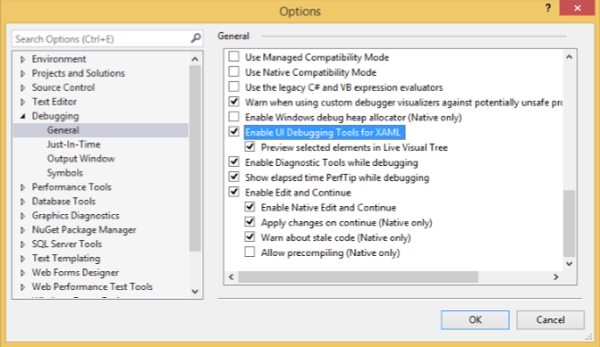 Options
Search Options (Ctrl+E)
Environment
Projects and Solutions
Source Control
Text Editor
Debugging
General
Just-In-Time
Output Window
Symbols
Performance Tools
Database Tools
Graphics Diagnostics
NuGet Package Manager
SQL Server Tools
Text Templating
Web Forms Designer
Web Performance Test Tools
General
Use Managed Compatibility Mode
Use Native Compatibility Mode
Use the legacy C# and VB expression evaluators
Warn when using custom debugger visualizers against potentially unsafe pro
Enable Windows debug heap allocator (Native only)
Enable UI Debugging Tools for XAML
Preview selected elements in Live Visual Tree
Enable Diagnostic Tools while debugging
Show elapsed time PerfTip while debugging
Enable Edit and Continue
Enable Native Edit and Continue
Apply changes on continue (Native only)
Warn about stale code (Native only)
Allow precompiling (Native only)
OK
Cancel